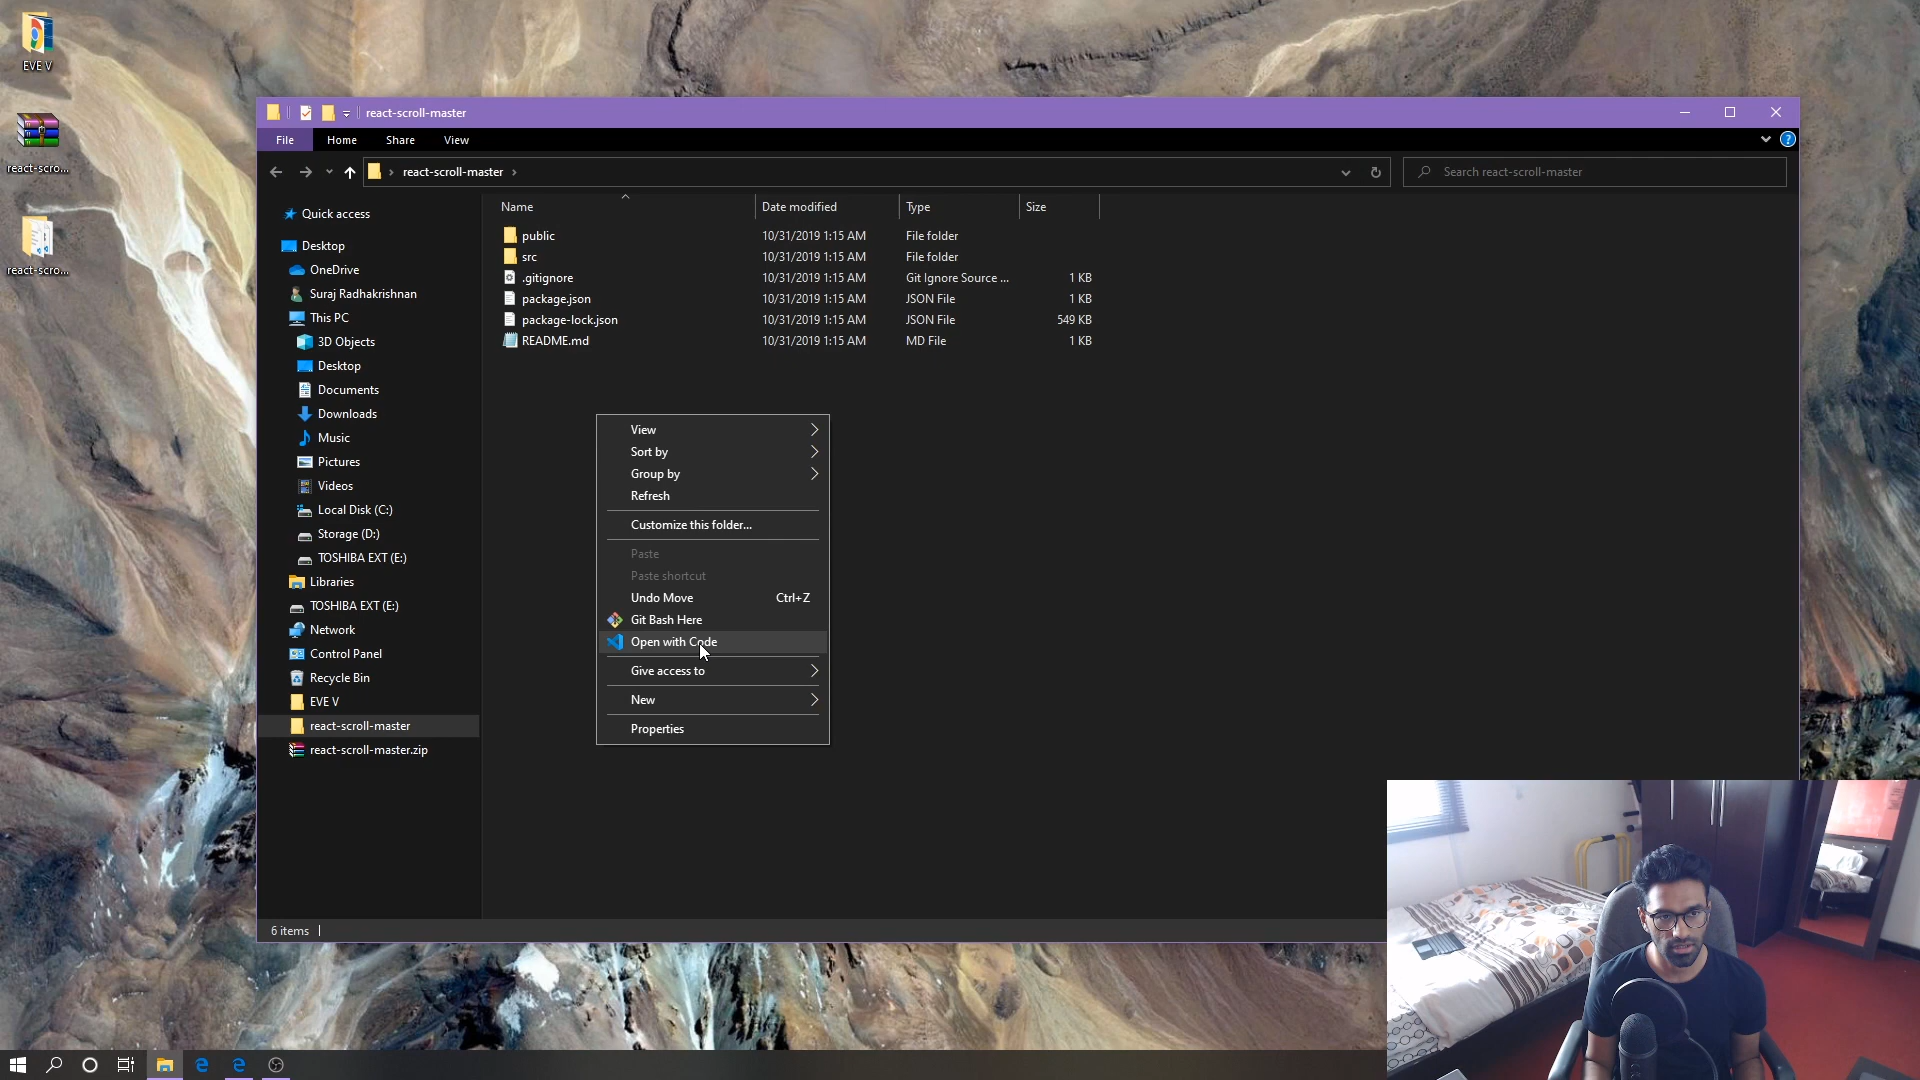 EVE V
react-scro...
react-scro...
react-scroll-master
File
Home
Share
View
react-scroll-master
Search react-scroll-master
Name
Date modified
Type
Size
public
10/31/2019 1:15 AM
File folder
src
10/31/2019 1:15 AM
File folder
.gitignore
10/31/2019 1:15 AM
Git Ignore Source ...
1 KB
package.json
10/31/2019 1:15 AM
JSON File
1 KB
package-lock.json
10/31/2019 1:15 AM
JSON File
549 KB
README.md
10/31/2019 1:15 AM
MD File
1 KB
Quick access
Desktop
OneDrive
Suraj Radhakrishnan
This PC
3D Objects
Desktop
Documents
Downloads
Music
Pictures
Videos
Local Disk (C:)
Storage (D:)
TOSHIBA EXT (E:)
Libraries
TOSHIBA EXT (E:)
Network
Control Panel
Recycle Bin
EVE V
react-scroll-master
react-scroll-master.zip
View
Sort by
Group by
Refresh
Customize this folder...
Paste
Paste shortcut
Undo Move
Ctrl+Z
Git Bash Here
Open with Code
Give access to
New
Properties
6 items